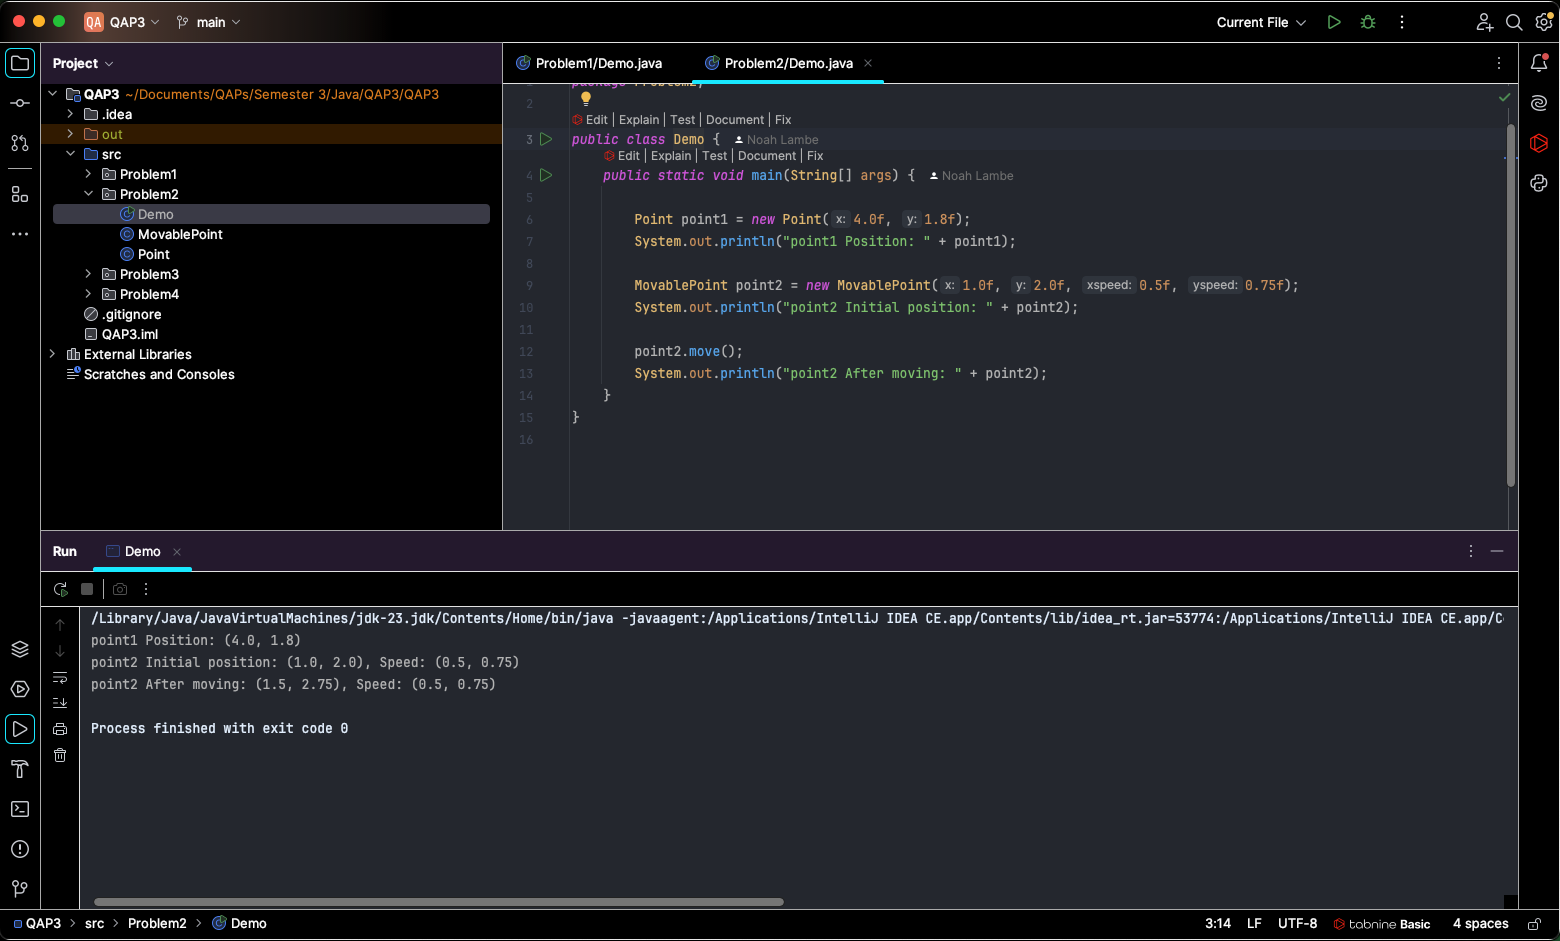 QA QAP3 main Current File
Project
QAP3 ~/Documents/QAPs/Semester 3/Java/QAP3/QAP3
.idea
out
src
Problem1
Problem2
Demo
MovablePoint
Point
Problem3
Problem4
.gitignore
QAP3.iml
External Libraries
Scratches and Consoles
Problem1/Demo.java Problem2/Demo.java
package Problem2;
2
Edit | Explain | Test | Document | Fix
3 public class Demo { Noah Lambe
Edit | Explain | Test | Document | Fix
4 public static void main(String[] args) { Noah Lambe
5
6 Point point1 = new Point( x: 4.0f, y: 1.8f);
7 System.out.println("point1 Position: " + point1);
8
9 MovablePoint point2 = new MovablePoint( x: 1.0f, y: 2.0f, xspeed: 0.5f, yspeed: 0.75f);
10 System.out.println("point2 Initial position: " + point2);
11
12 point2.move();
13 System.out.println("point2 After moving: " + point2);
14 }
15 }
16
Run Demo
/Library/Java/JavaVirtualMachines/jdk-23.jdk/Contents/Home/bin/java -javaagent:/Applications/IntelliJ IDEA CE.app/Contents/lib/idea_rt.jar=53774:/Applications/IntelliJ IDEA CE.app/C
point1 Position: (4.0, 1.8)
point2 Initial position: (1.0, 2.0), Speed: (0.5, 0.75)
point2 After moving: (1.5, 2.75), Speed: (0.5, 0.75)
Process finished with exit code 0
QAP3 src Problem2 Demo 3:14 LF UTF-8 tabnine Basic 4 spaces